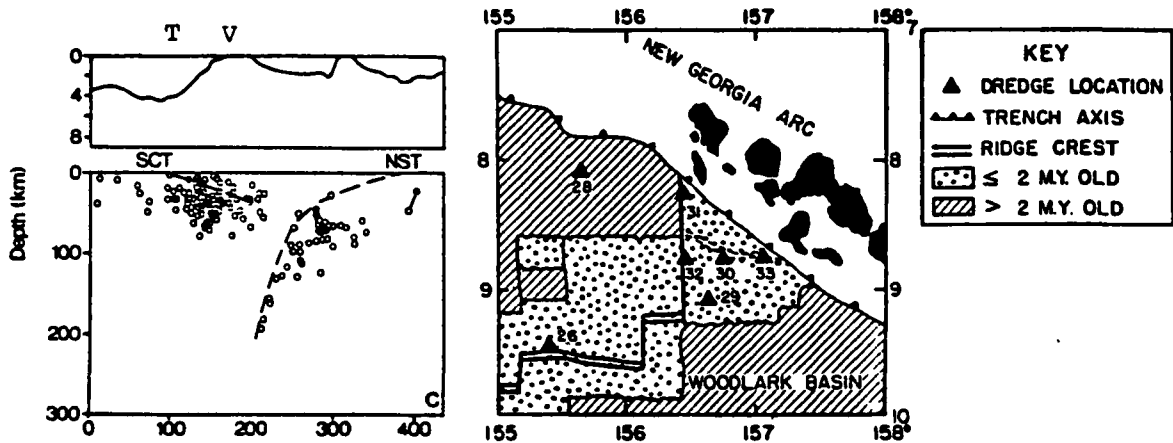 T V
0
4
8
SCT NST
0
100
200
300
Depth (km)
C
0 100 200 300 400
155 156 157 158°
7
8
9
10
NEW GEORGIA ARC
28
31
32 30 33
29
26
WOODLARK BASIN
155 156 157 158°
KEY
DREDGE LOCATION
TRENCH AXIS
RIDGE CREST
≤ 2 M.Y. OLD
> 2 M.Y. OLD